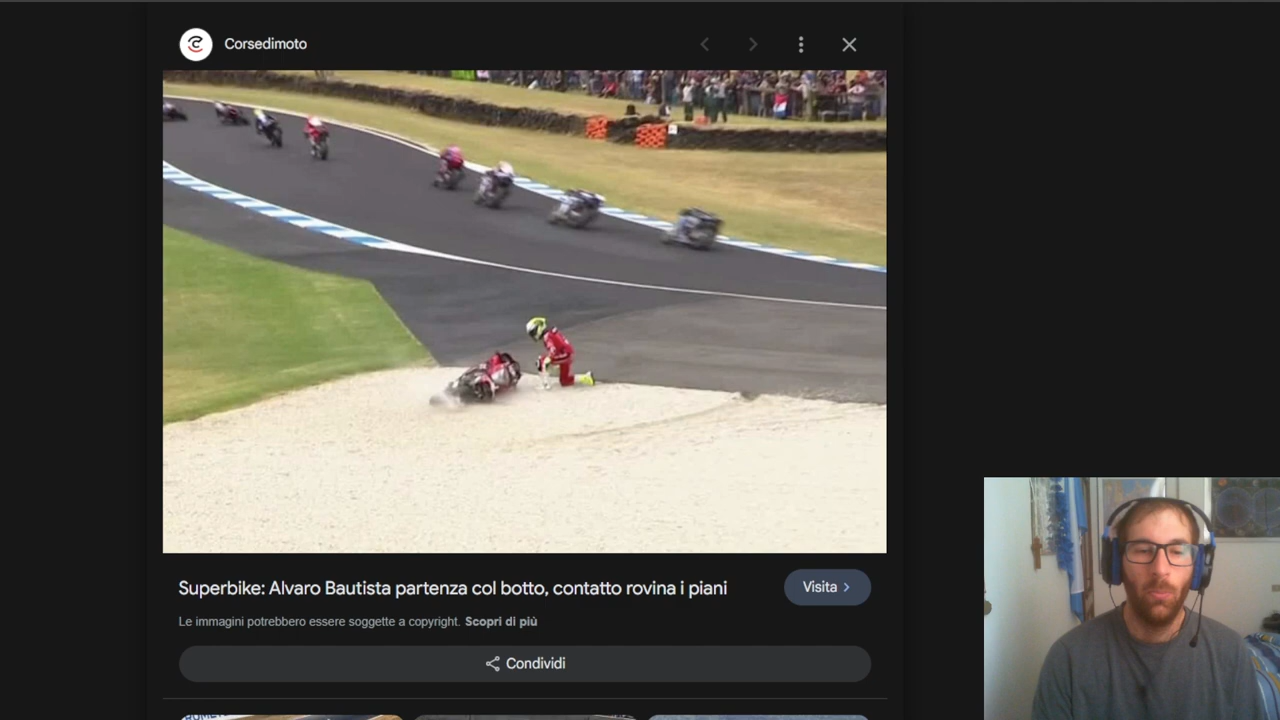 Corsedimoto
Superbike: Alvaro Bautista partenza col botto, contatto rovina i piani
Visita
Le immagini potrebbero essere soggette a copyright. Scopri di più
Condividi